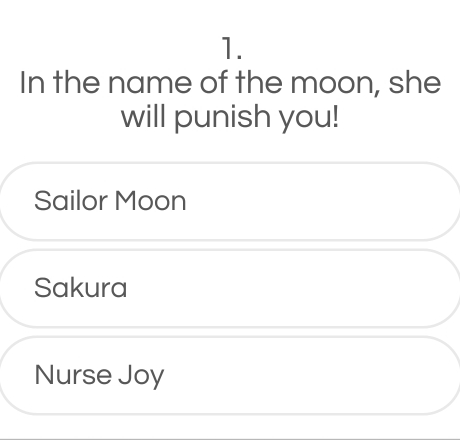 1.
In the name of the moon, she
will punish you!
Sailor Moon
Sakura
Nurse Joy